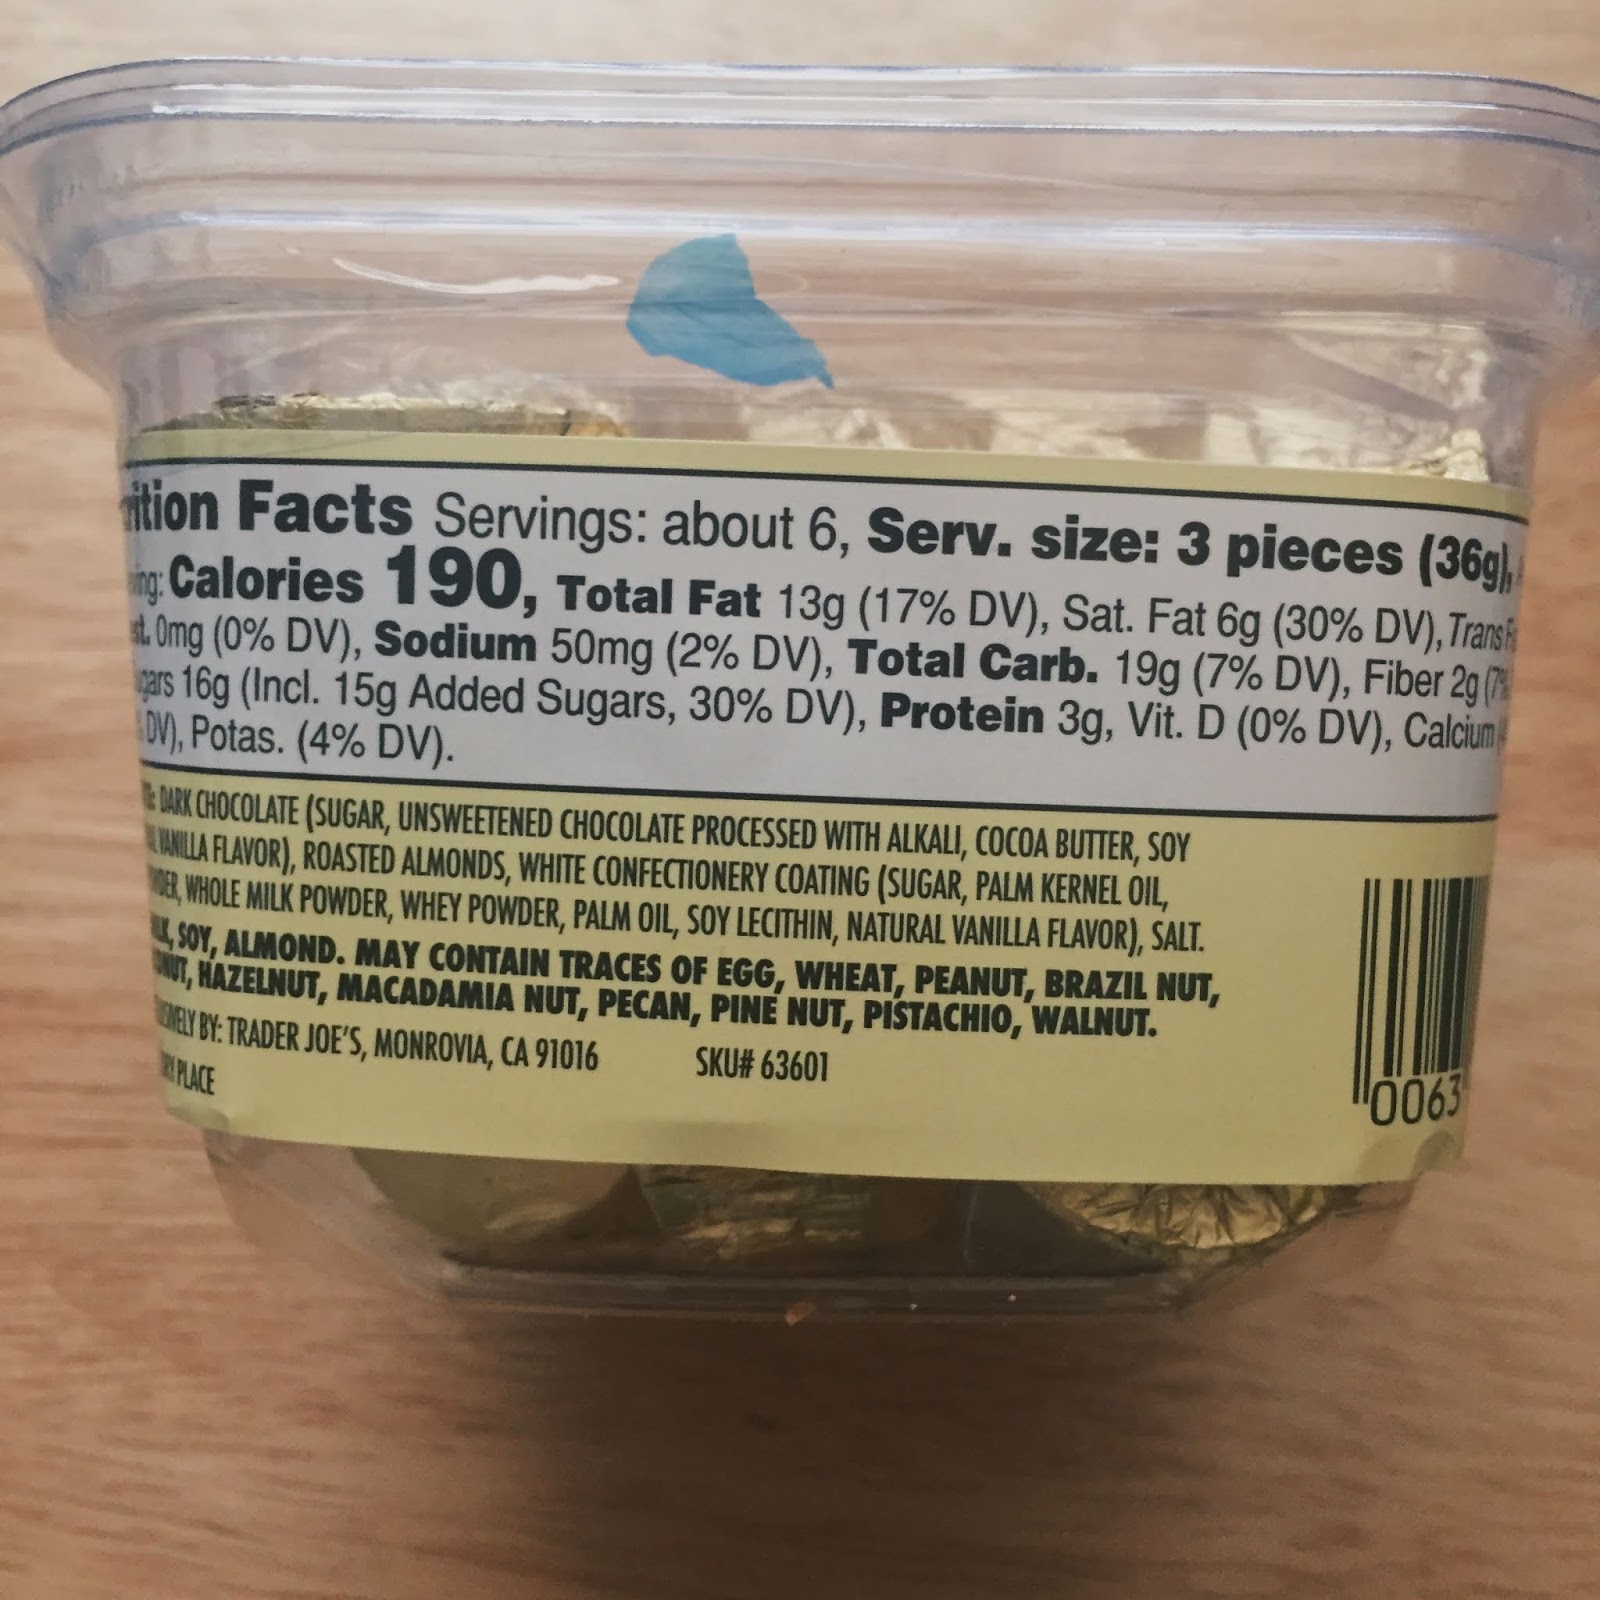 Facts Servings: about 6, Serv. size: 3 pieces (36g),
Calories 190, Total Fat 13g (17% DV), Sat. Fat 6g (30% DV), Trans
0mg (0% DV), Sodium 50mg (2% DV), Total Carb. 19g (7% DV), Fiber 2g
16g (Incl. 15g Added Sugars, 30% DV), Protein 3g, Vit. D (0% DV), Calcium
DV), Potas. (4% DV).
DARK CHOCOLATE (SUGAR, UNSWEETENED CHOCOLATE PROCESSED WITH ALKALI, COCOA BUTTER, SOY
VANILLA FLAVOR), ROASTED ALMONDS, WHITE CONFECTIONERY COATING (SUGAR, PALM KERNEL OIL,
WHOLE MILK POWDER, WHEY POWDER, PALM OIL, SOY LECITHIN, NATURAL VANILLA FLAVOR), SALT.
SOY, ALMOND. MAY CONTAIN TRACES OF EGG, WHEAT, PEANUT, BRAZIL NUT,
HAZELNUT, MACADAMIA NUT, PECAN, PINE NUT, PISTACHIO, WALNUT.
BY: TRADER JOE'S, MONROVIA, CA 91016 SKU# 63601
PLACE
0063